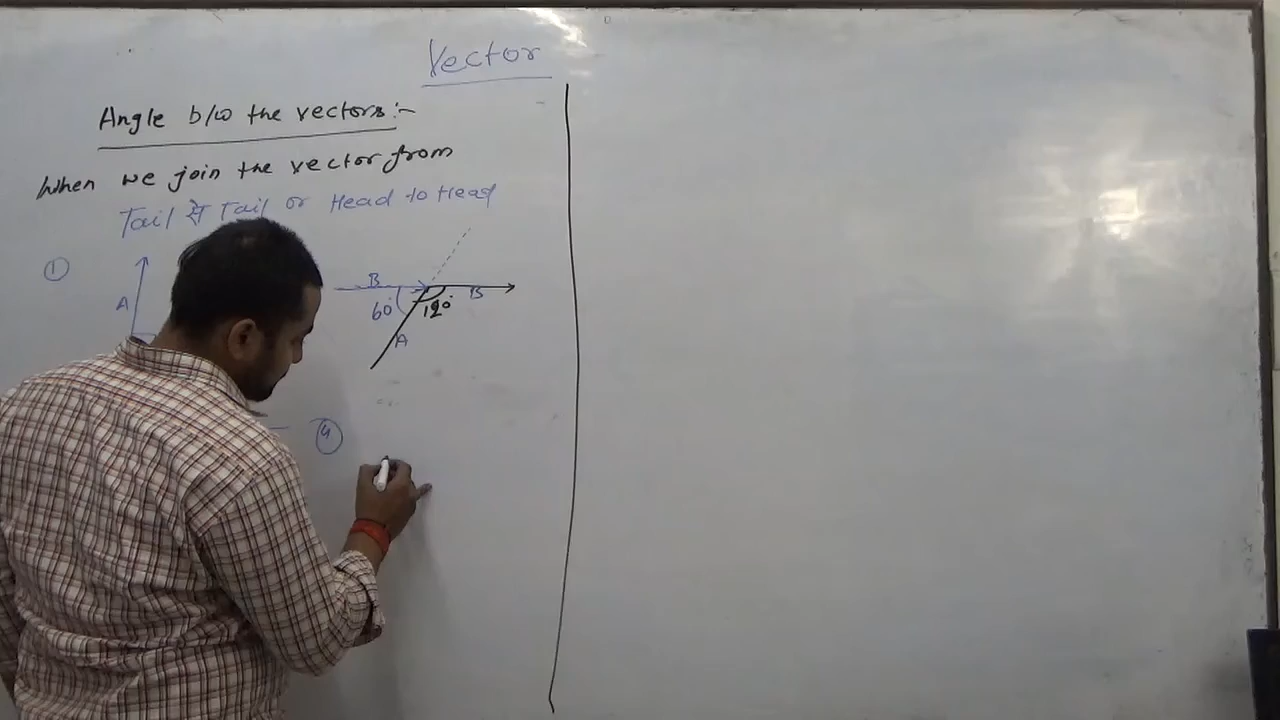 Vector
Angle b/w the vectors:-
When we join the vector from
Tail से Tail or Head to Head
①
A
B
B
60°
120°
A
④